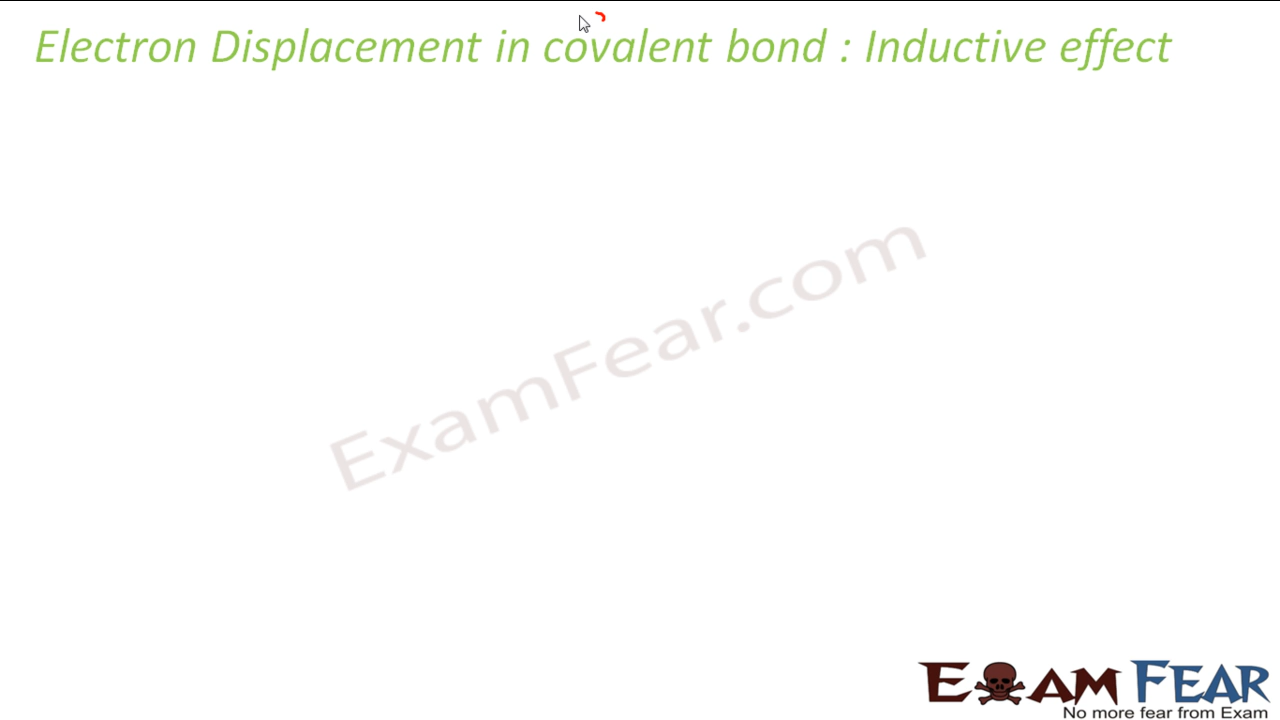 Electron Displacement in covalent bond : Inductive effect
ExamFear.com
EXAM FEAR
No more fear from Exam